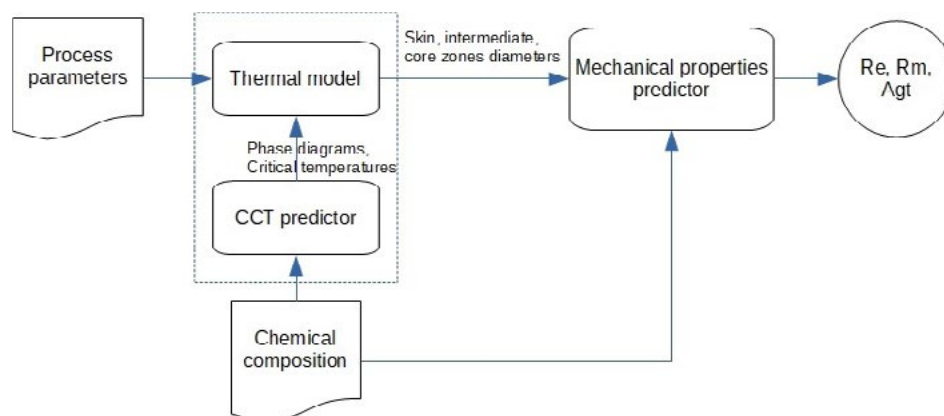 Process
parameters
Thermal model
Skin, intermediate,
core zones diameters
Mechanical properties
predictor
Re, Rm,
Agt
Phase diagrams,
Critical temperatures
CCT predictor
Chemical
composition